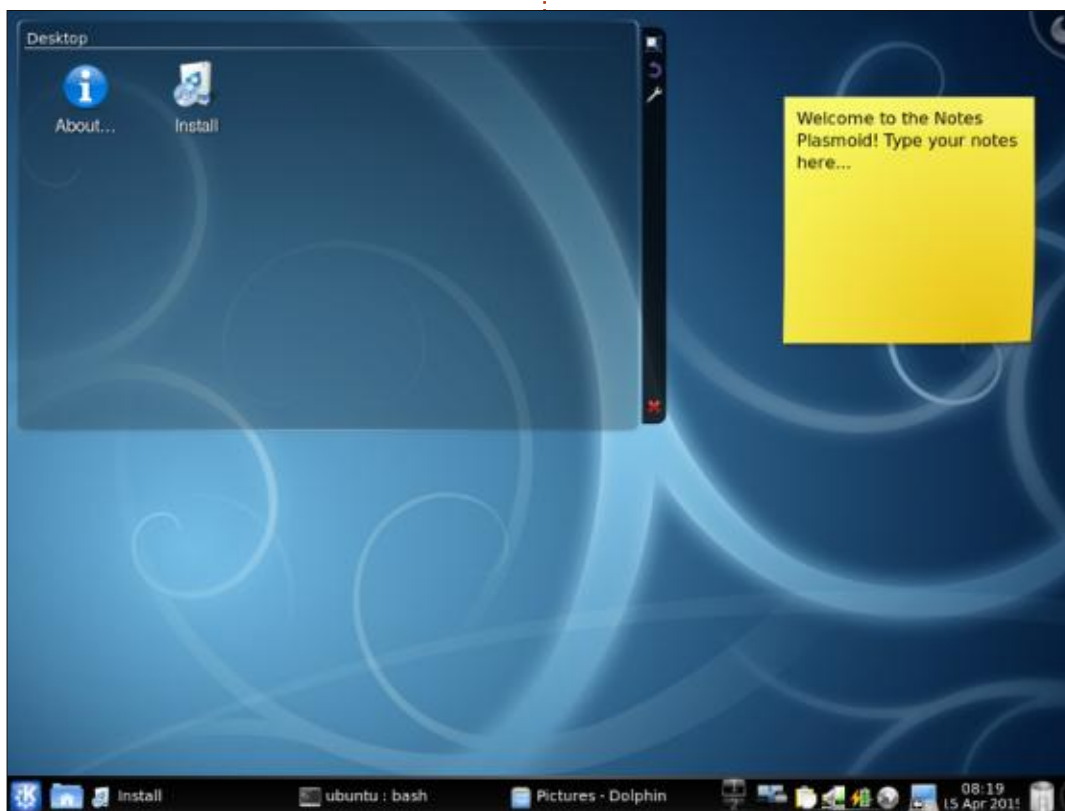 Desktop
About...
Install
Welcome to the Notes
Plasmoid! Type your notes
here...
Install
ubuntu : bash
Pictures - Dolphin
08:19
Apr